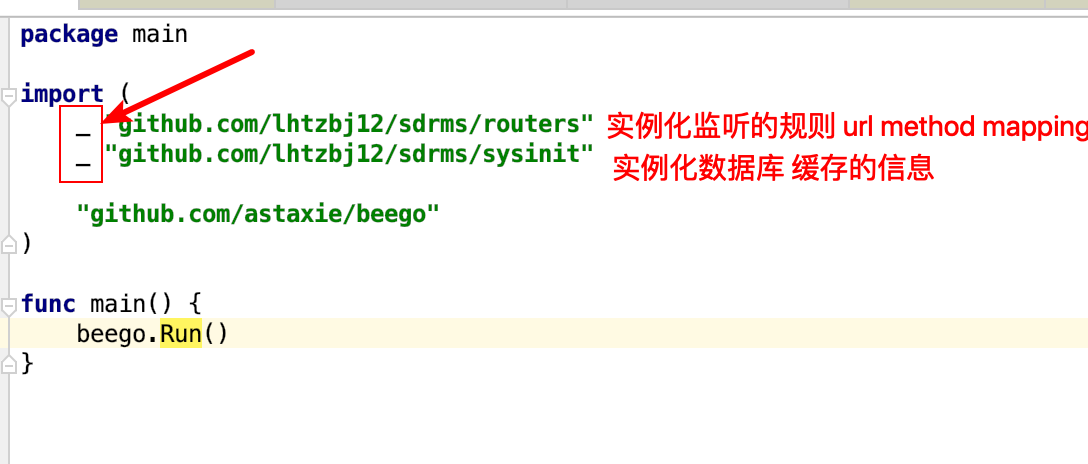 package main
import (
_ "github.com/lhtzbj12/sdrms/routers" 实例化监听的规则 url method mapping
_ "github.com/lhtzbj12/sdrms/sysinit" 实例化数据库 缓存的信息
"github.com/astaxie/beego"
)
func main() {
beego.Run()
}